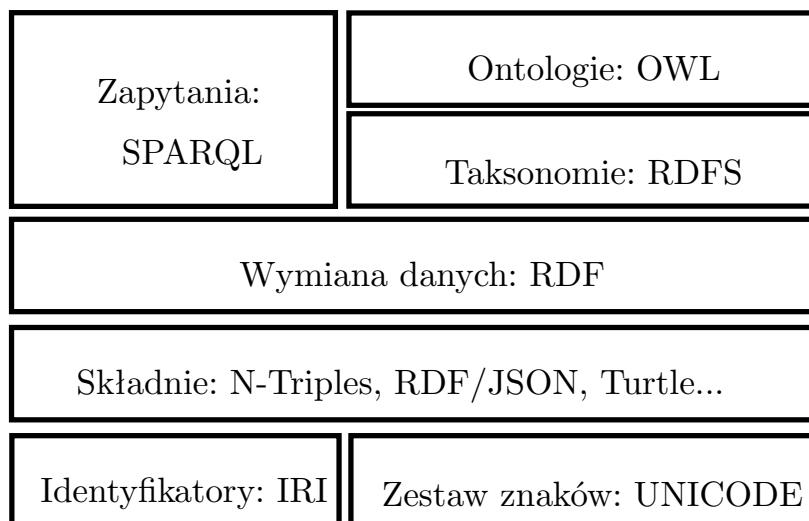 Zapytania:
SPARQL
Ontologie: OWL
Taksonomie: RDFS
Wymiana danych: RDF
Składnie: N-Triples, RDF/JSON, Turtle...
Identyfikatory: IRI
Zestaw znaków: UNICODE